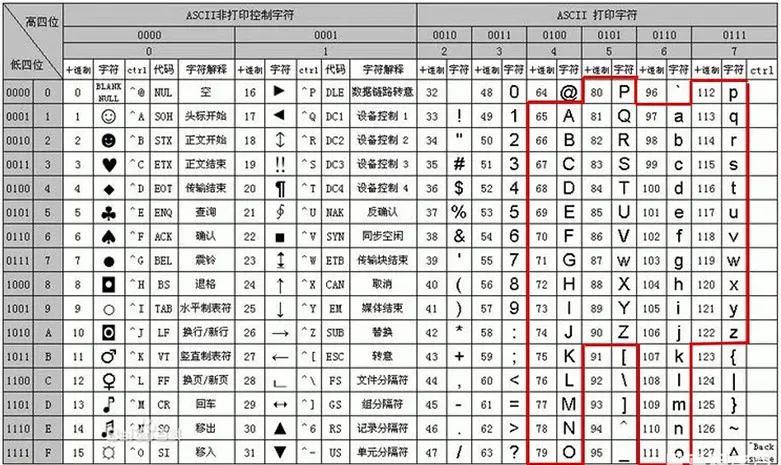 高四位 ASCII非打印控制字符 ASCII 打印字符
0000 0001 0010 0011 0100 0101 0110 0111
低四位 0 1 2 3 4 5 6 7
十进制 字符 ctrl 代码 字符解释 十进制 字符 ctrl 代码 字符解释 十进制 字符 十进制 字符 十进制 字符 十进制 字符 十进制 字符 十进制 字符 ctrl
0000 0 0 BLANK NULL ^@ NUL 空 16 ► ^P DLE 数据链路转意 32 48 0 64 @ 80 P 96 ` 112 p
0001 1 1 ☺ ^A SOH 头标开始 17 ◄ ^Q DC1 设备控制 1 33 ! 49 1 65 A 81 Q 97 a 113 q
0010 2 2 ☻ ^B STX 正文开始 18 ↕ ^R DC2 设备控制 2 34 " 50 2 66 B 82 R 98 b 114 r
0011 3 3 ♥ ^C ETX 正文结束 19 ‼ ^S DC3 设备控制 3 35 # 51 3 67 C 83 S 99 c 115 s
0100 4 4 ◆ ^D EOT 传输结束 20 ¶ ^T DC4 设备控制 4 36 $ 52 4 68 D 84 T 100 d 116 t
0101 5 5 ♣ ^E ENQ 查询 21 ∮ ^U NAK 反确认 37 % 53 5 69 E 85 U 101 e 117 u
0110 6 6 ♠ ^F ACK 确认 22 ■ ^V SYN 同步空闲 38 & 54 6 70 F 86 V 102 f 118 v
0111 7 7 ● ^G BEL 震铃 23 ↨ ^W ETB 传输块结束 39 ' 55 7 71 G 87 w 103 g 119 w
1000 8 8 ◘ ^H BS 退格 24 ↑ ^X CAN 取消 40 ( 56 8 72 H 88 X 104 h 120 x
1001 9 9 ○ ^I TAB 水平制表符 25 ↓ ^Y EM 媒体结束 41 ) 57 9 73 I 89 Y 105 i 121 y
1010 A 10 ◙ ^J LF 换行/新行 26 → ^Z SUB 替换 42 * 58 : 74 J 90 Z 106 j 122 z
1011 B 11 ♂ ^K VT 竖直制表符 27 ← ^[ ESC 转意 43 + 59 ; 75 K 91 [ 107 k 123 {
1100 C 12 ♀ ^L FF 换页/新页 28 ∟ ^\ FS 文件分隔符 44 , 60 < 76 L 92 \ 108 l 124 |
1101 D 13 ♪ ^M CR 回车 29 ↔ ^] GS 组分隔符 45 - 61 = 77 M 93 ] 109 m 125 }
1110 E 14 ♫ ^N SO 移出 30 ▲ ^6 RS 记录分隔符 46 . 62 > 78 N 94 ^ 110 n 126 ~
1111 F 15 ☼ ^O SI 移入 31 ▼ ^- US 单元分隔符 47 / 63 ? 79 O 95 _ 111 o 127 Δ ^Back space